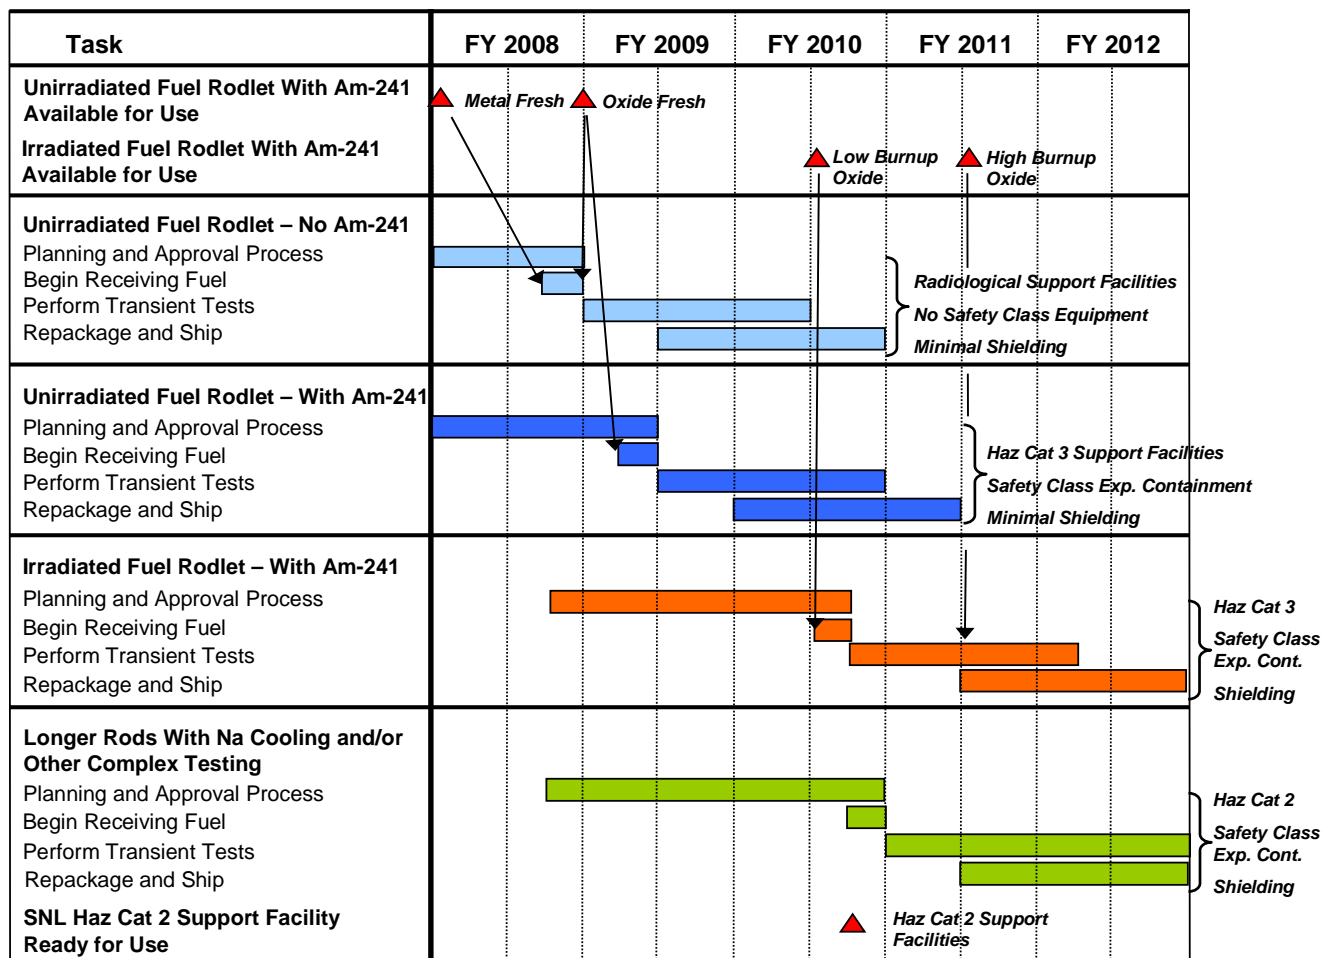 Task FY 2008 FY 2009 FY 2010 FY 2011 FY 2012
Unirradiated Fuel Rodlet With Am-241
Available for Use
Metal Fresh
Oxide Fresh
Irradiated Fuel Rodlet With Am-241
Available for Use
Low Burnup
Oxide
High Burnup
Oxide
Unirradiated Fuel Rodlet – No Am-241
Planning and Approval Process
Begin Receiving Fuel
Perform Transient Tests
Repackage and Ship
Radiological Support Facilities
No Safety Class Equipment
Minimal Shielding
Unirradiated Fuel Rodlet – With Am-241
Planning and Approval Process
Begin Receiving Fuel
Perform Transient Tests
Repackage and Ship
Haz Cat 3 Support Facilities
Safety Class Exp. Containment
Minimal Shielding
Irradiated Fuel Rodlet – With Am-241
Planning and Approval Process
Begin Receiving Fuel
Perform Transient Tests
Repackage and Ship
Haz Cat 3
Safety Class
Exp. Cont.
Shielding
Longer Rods With Na Cooling and/or
Other Complex Testing
Planning and Approval Process
Begin Receiving Fuel
Perform Transient Tests
Repackage and Ship
Haz Cat 2
Safety Class
Exp. Cont.
Shielding
SNL Haz Cat 2 Support Facility
Ready for Use
Haz Cat 2 Support
Facilities